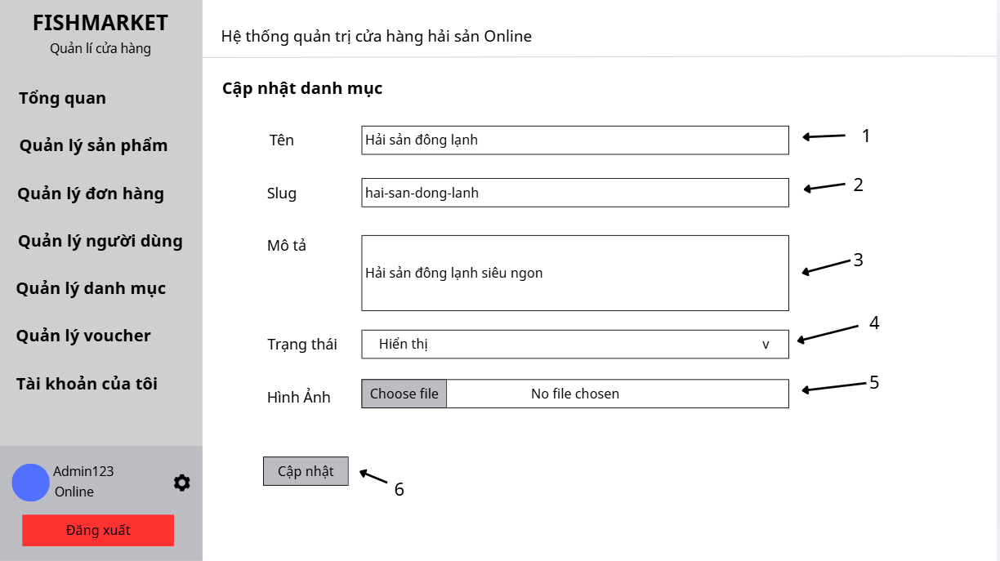 FISHMARKET
Quản lí cửa hàng
Tổng quan
Quản lý sản phẩm
Quản lý đơn hàng
Quản lý người dùng
Quản lý danh mục
Quản lý voucher
Tài khoản của tôi
Admin123
Online
Đăng xuất
Hệ thống quản trị cửa hàng hải sản Online
Cập nhật danh mục
Tên Hải sản đông lạnh 1
Slug hai-san-dong-lanh 2
Mô tả Hải sản đông lạnh siêu ngon 3
Trạng thái Hiển thị v 4
Hình Ảnh Choose file No file chosen 5
Cập nhật 6